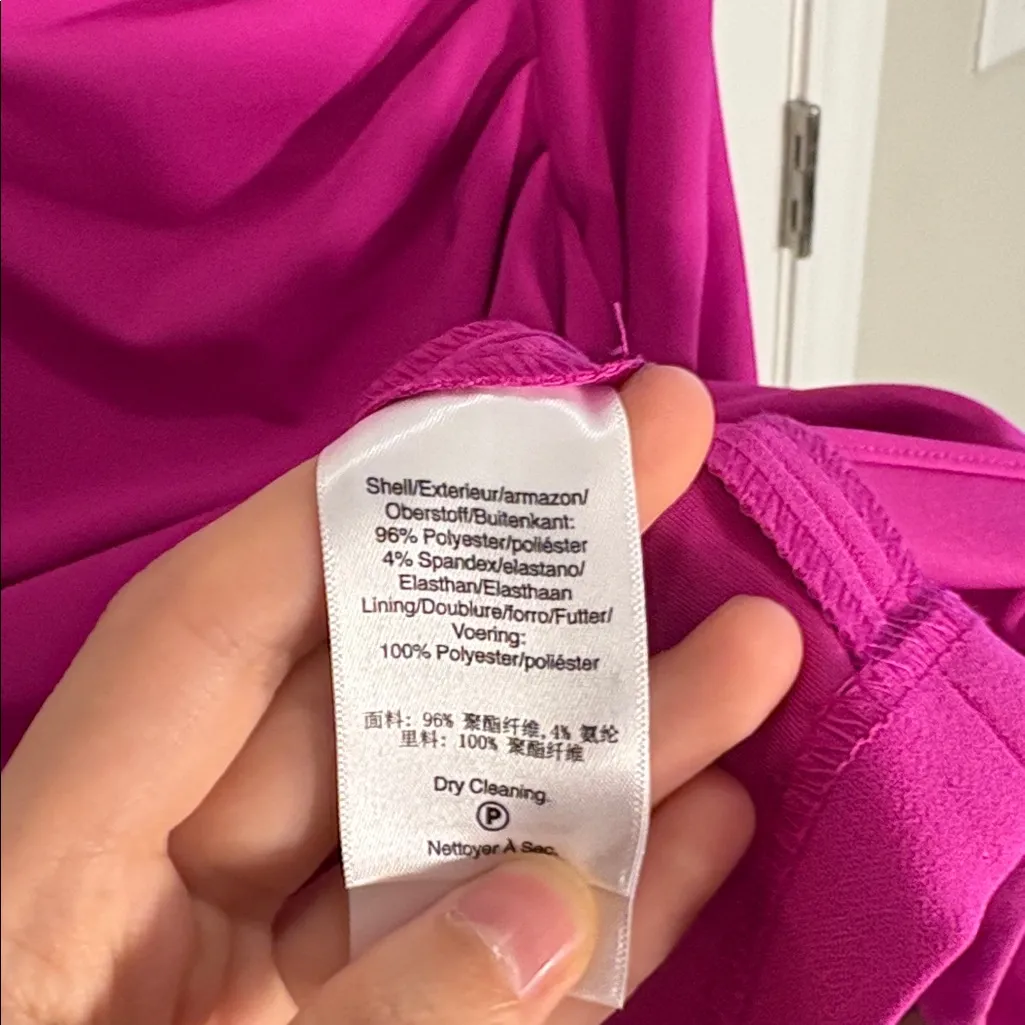 Shell/Exterieur/armazon/
Oberstoff/Buitenkant:
96% Polyester/poliéster
4% Spandex/elastano/
Elasthan/Elasthaan
Lining/Doublure/forro/Futter/
Voering:
100% Polyester/poliéster
面料: 96% 聚酯纤维,4% 氨纶
里料: 100% 聚酯纤维
Dry Cleaning.
P
Nettoyer À Sec.